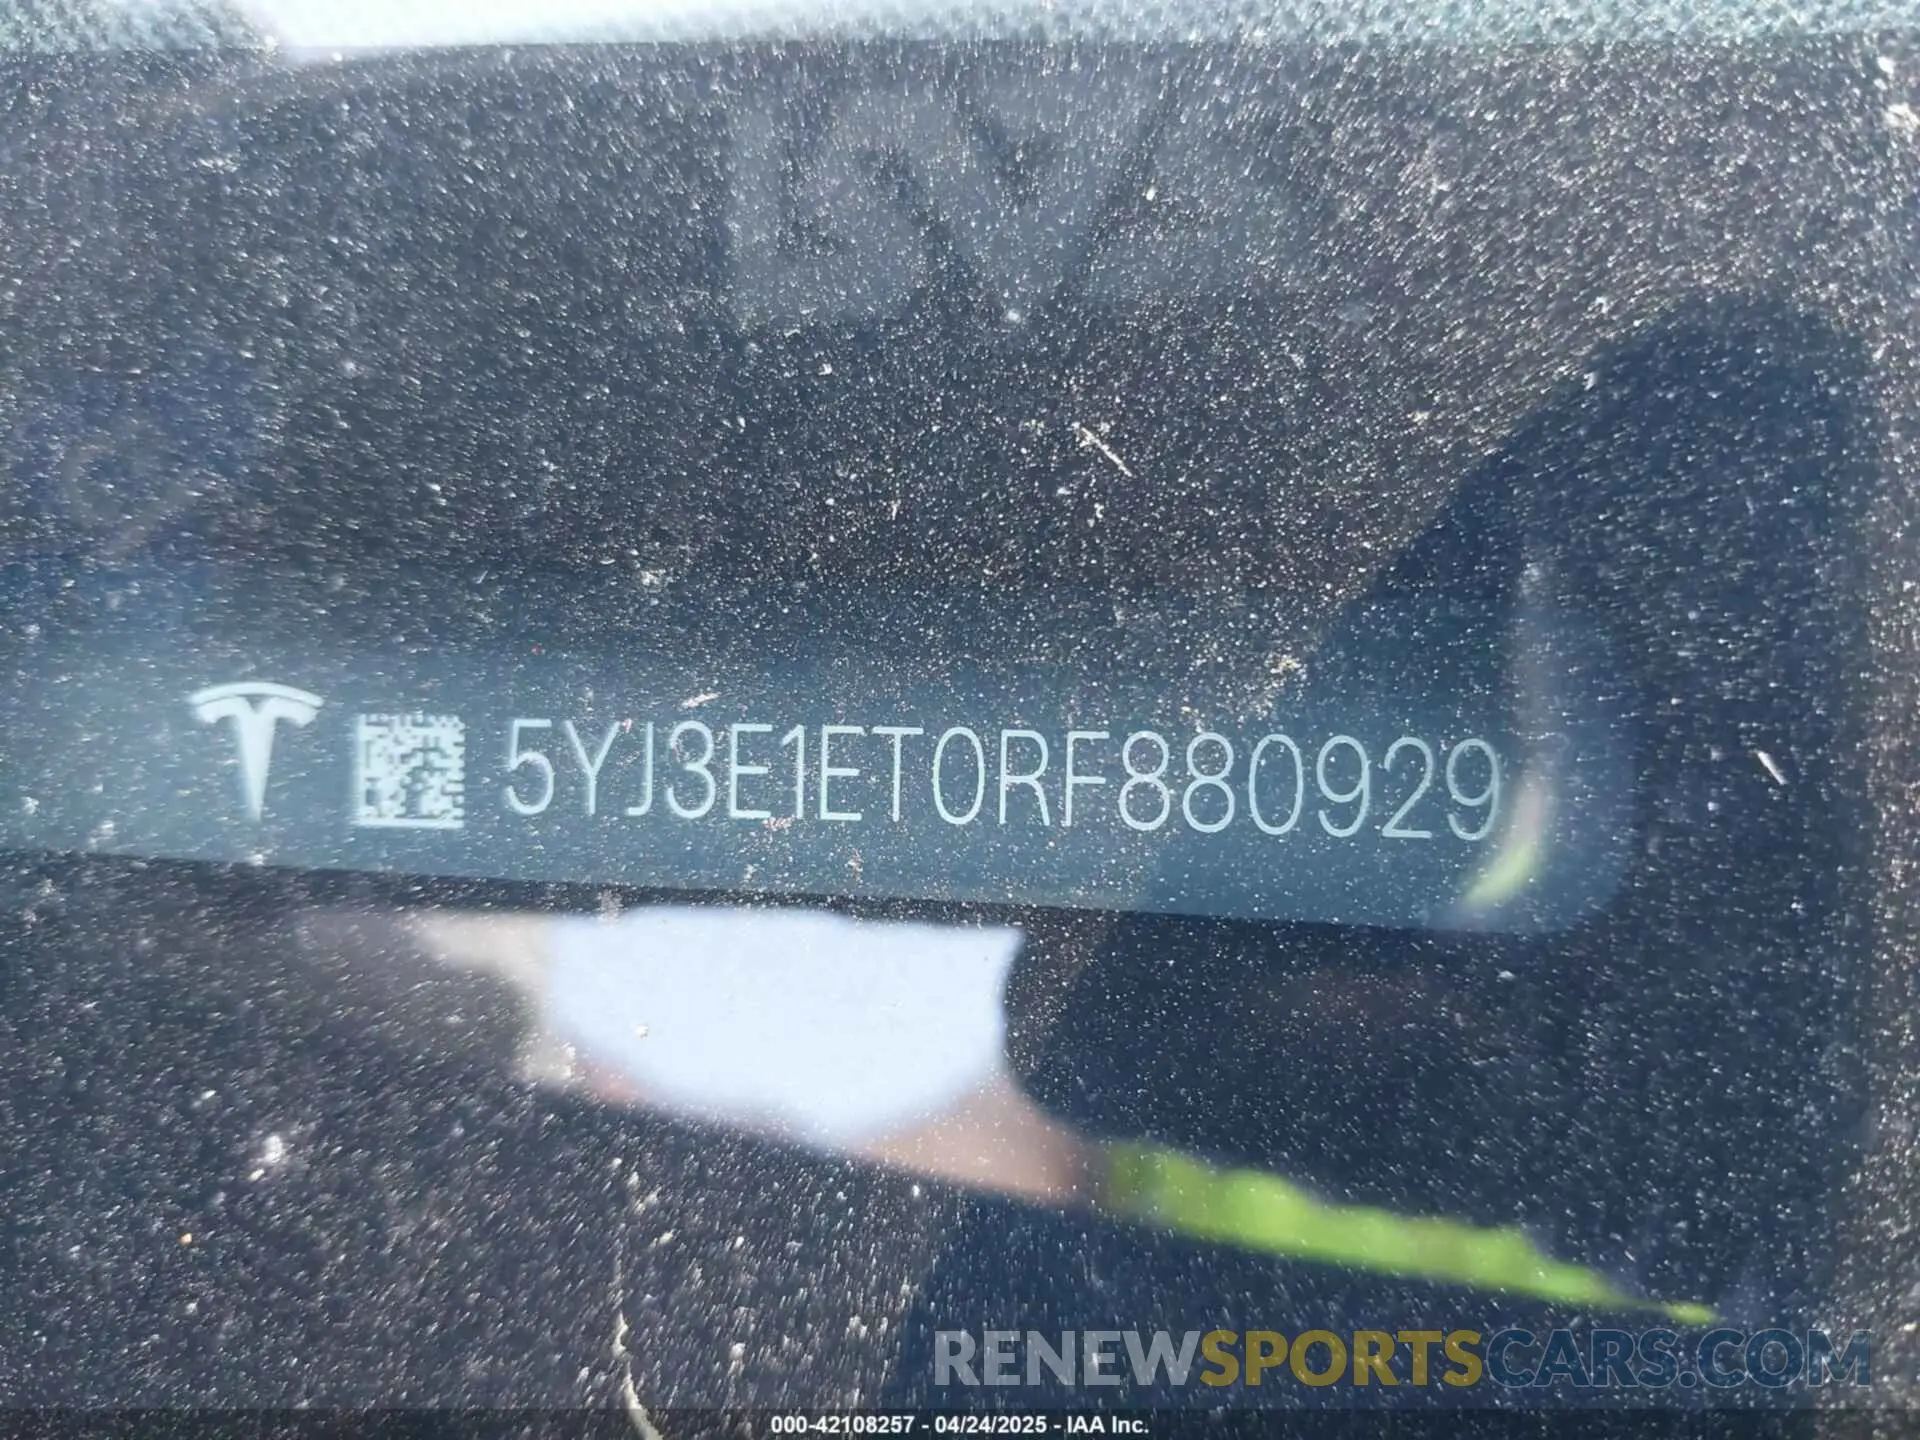 5YJ3E1ET0RF880929
RENEWSPORTSCARS.COM
000-42108257 - 04/24/2025 - IAA Inc.